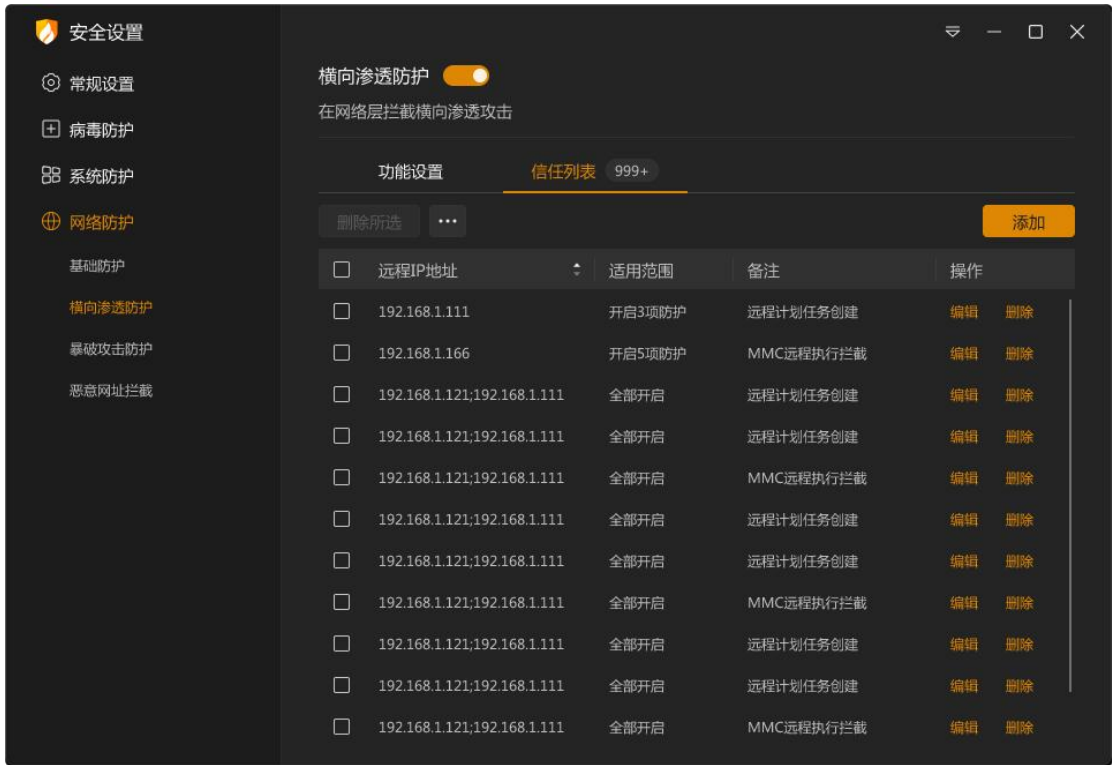 安全设置
常规设置
病毒防护
系统防护
网络防护
基础防护
横向渗透防护
暴破攻击防护
恶意网址拦截
横向渗透防护
在网络层拦截横向渗透攻击
功能设置 信任列表 999+
删除所选 ••• 添加
远程IP地址 适用范围 备注 操作
192.168.1.111 开启3项防护 远程计划任务创建 编辑 删除
192.168.1.166 开启5项防护 MMC远程执行拦截 编辑 删除
192.168.1.121;192.168.1.111 全部开启 远程计划任务创建 编辑 删除
192.168.1.121;192.168.1.111 全部开启 远程计划任务创建 编辑 删除
192.168.1.121;192.168.1.111 全部开启 MMC远程执行拦截 编辑 删除
192.168.1.121;192.168.1.111 全部开启 远程计划任务创建 编辑 删除
192.168.1.121;192.168.1.111 全部开启 远程计划任务创建 编辑 删除
192.168.1.121;192.168.1.111 全部开启 MMC远程执行拦截 编辑 删除
192.168.1.121;192.168.1.111 全部开启 远程计划任务创建 编辑 删除
192.168.1.121;192.168.1.111 全部开启 远程计划任务创建 编辑 删除
192.168.1.121;192.168.1.111 全部开启 MMC远程执行拦截 编辑 删除